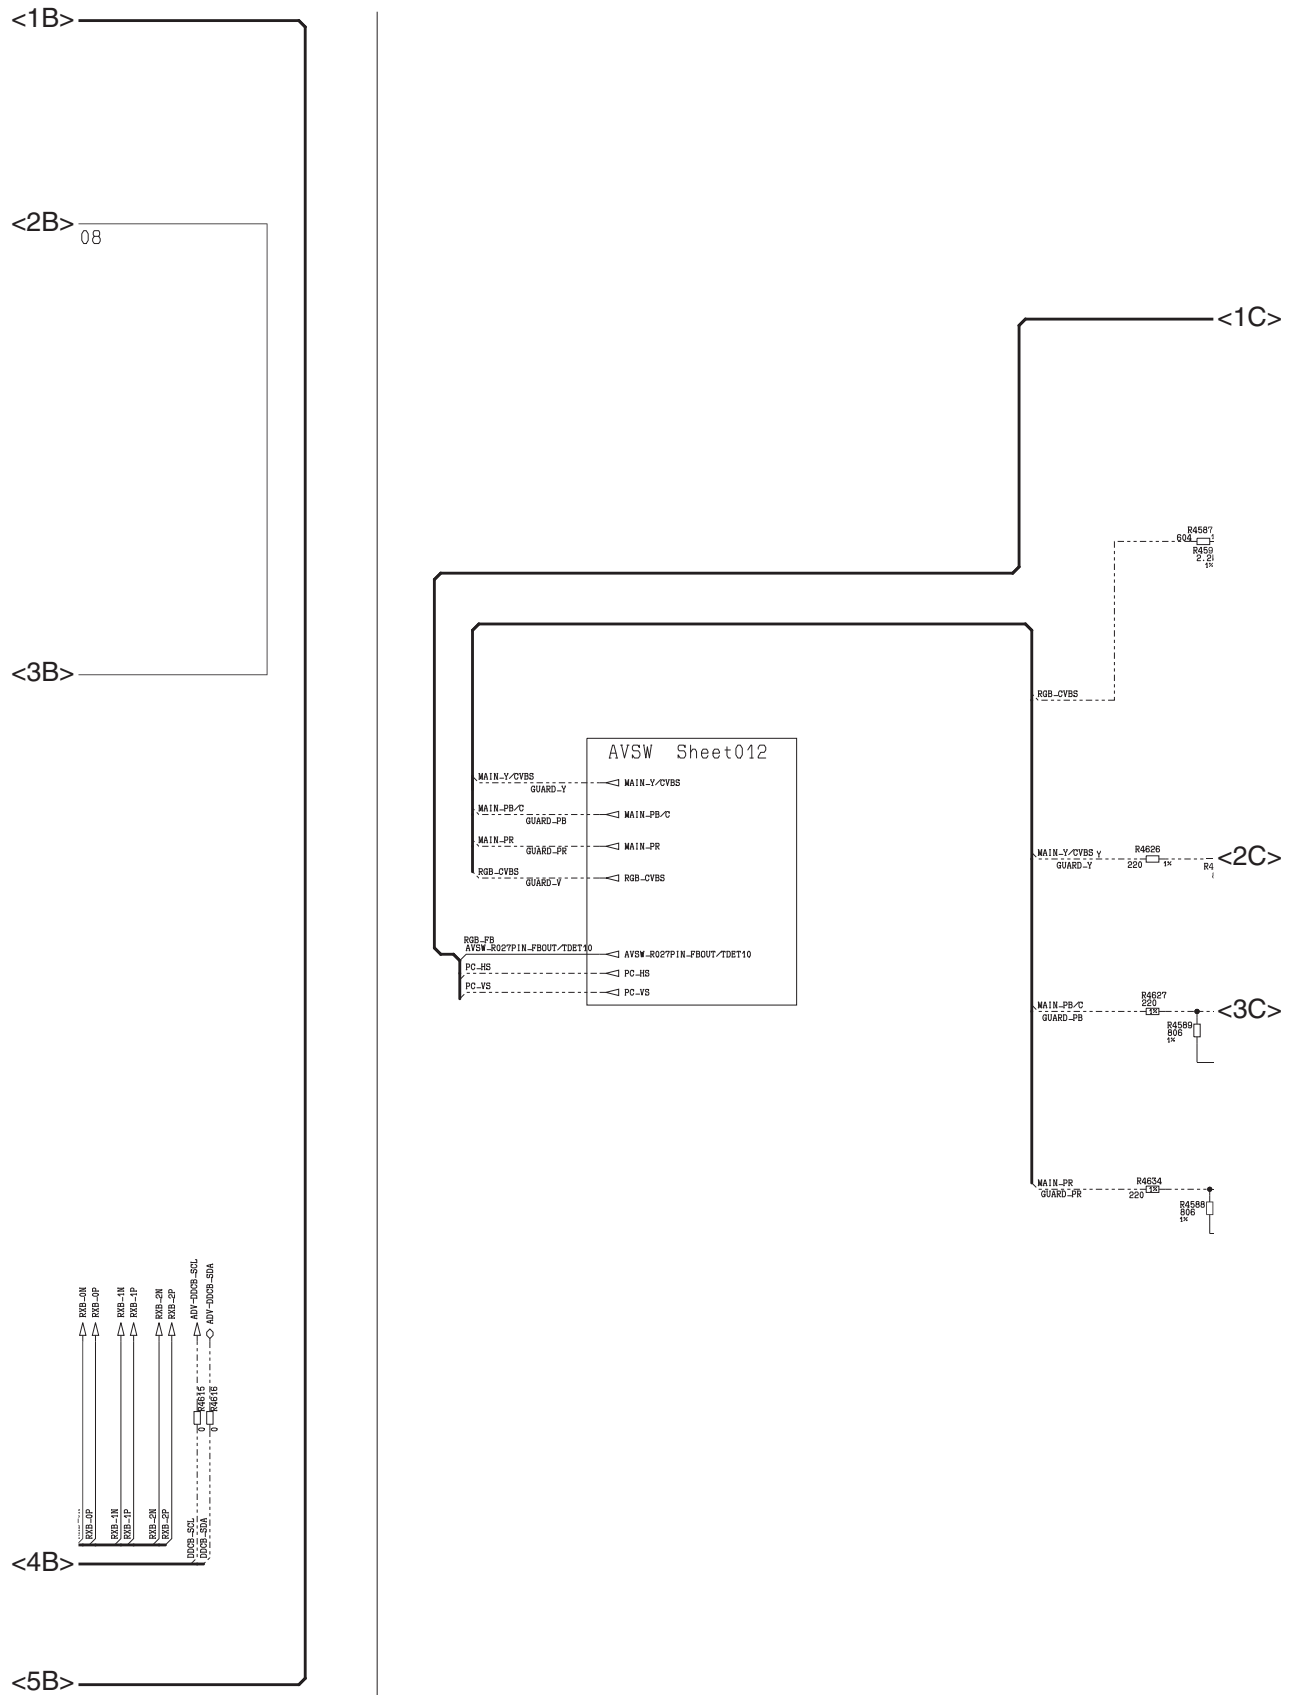 <1B>
<2B>
08
<1C>
R4587
604
R459
2.2
1%
<3B>
RGB-CVBS
AVSW Sheet012
MAIN-Y/CVBS
GUARD-Y
MAIN-Y/CVBS
MAIN-PB/C
GUARD-PB
MAIN-PB/C
MAIN-PR
GUARD-PR
MAIN-PR
RGB-CVBS
GUARD-V
RGB-CVBS
MAIN-Y/CVBS Y
GUARD-Y
R4626
220 1%
R4
<2C>
RGB-FB
AVSW-R027PIN-FBOUT/TDET10
AVSW-R027PIN-FBOUT/TDET10
PC-HS
PC-HS
PC-VS
PC-VS
MAIN-PB/C
GUARD-PB
R4627
220
1%
R4589
806
1%
<3C>
MAIN-PR
GUARD-PR
R4634
220
1%
R4588
806
1%
RXB-0N
RXB-0P
RXB-1N
RXB-1P
RXB-2N
RXB-2P
ADV-DDCB-SCL
ADV-DDCB-SDA
R4615
0
R4616
0
RXB-0P
RXB-1N
RXB-1P
RXB-2N
RXB-2P
DDCB-SCL
DDCB-SDA
<4B>
<5B>